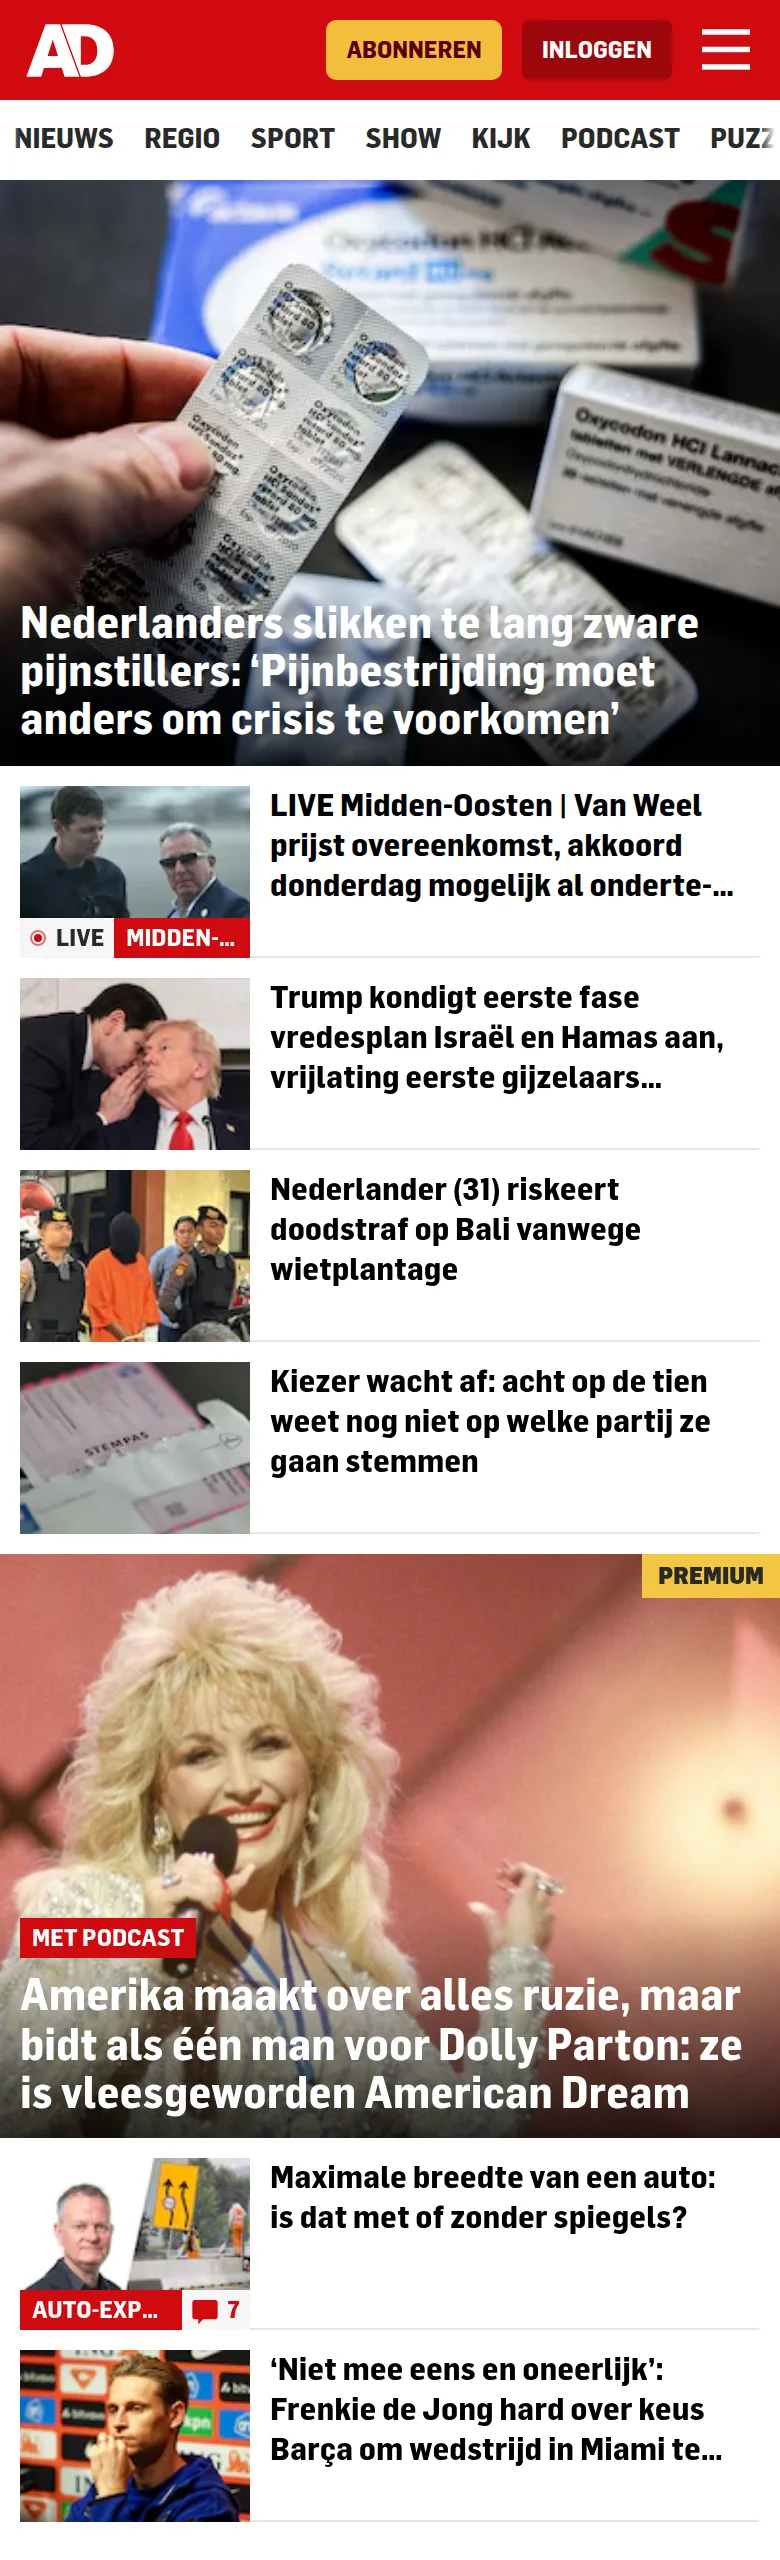 AD
ABONNEREN
INLOGGEN
NIEUWS REGIO SPORT SHOW KIJK PODCAST PUZZ
Oxycodon HCI Lannac
tabletten met VERLENGDE af
Nederlanders slikken te lang zware
pijnstillers: ‘Pijnbestrijding moet
anders om crisis te voorkomen’
LIVE Midden-Oosten | Van Weel
prijst overeenkomst, akkoord
donderdag mogelijk al onderte-...
LIVE MIDDEN-...
Trump kondigt eerste fase
vredesplan Israël en Hamas aan,
vrijlating eerste gijzelaars...
Nederlander (31) riskeert
doodstraf op Bali vanwege
wietplantage
Kiezer wacht af: acht op de tien
weet nog niet op welke partij ze
gaan stemmen
STEMPAS
PREMIUM
MET PODCAST
Amerika maakt over alles ruzie, maar
bidt als één man voor Dolly Parton: ze
is vleesgeworden American Dream
Maximale breedte van een auto:
is dat met of zonder spiegels?
AUTO-EXP... 7
‘Niet mee eens en oneerlijk’:
Frenkie de Jong hard over keus
Barça om wedstrijd in Miami te...
kpn